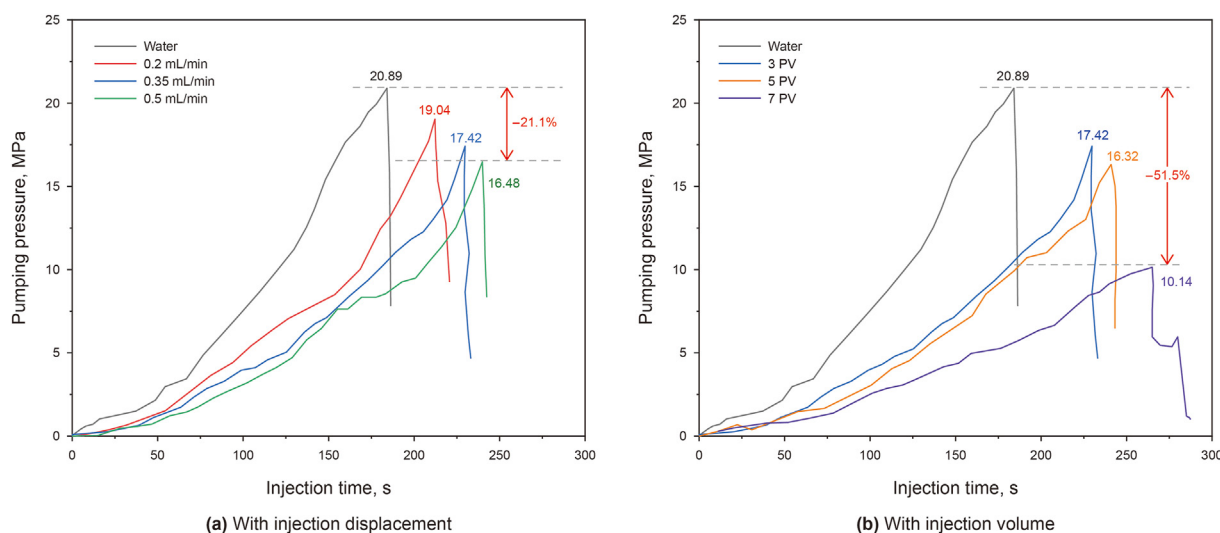 25
20
15
10
5
0
Pumping pressure, MPa
Water
0.2 mL/min
0.35 mL/min
0.5 mL/min
20.89
19.04
17.42
16.48
−21.1%
0 50 100 150 200 250 300
Injection time, s
(a) With injection displacement
25
20
15
10
5
0
Pumping pressure, MPa
Water
3 PV
5 PV
7 PV
20.89
17.42
16.32
−51.5%
10.14
0 50 100 150 200 250 300
Injection time, s
(b) With injection volume